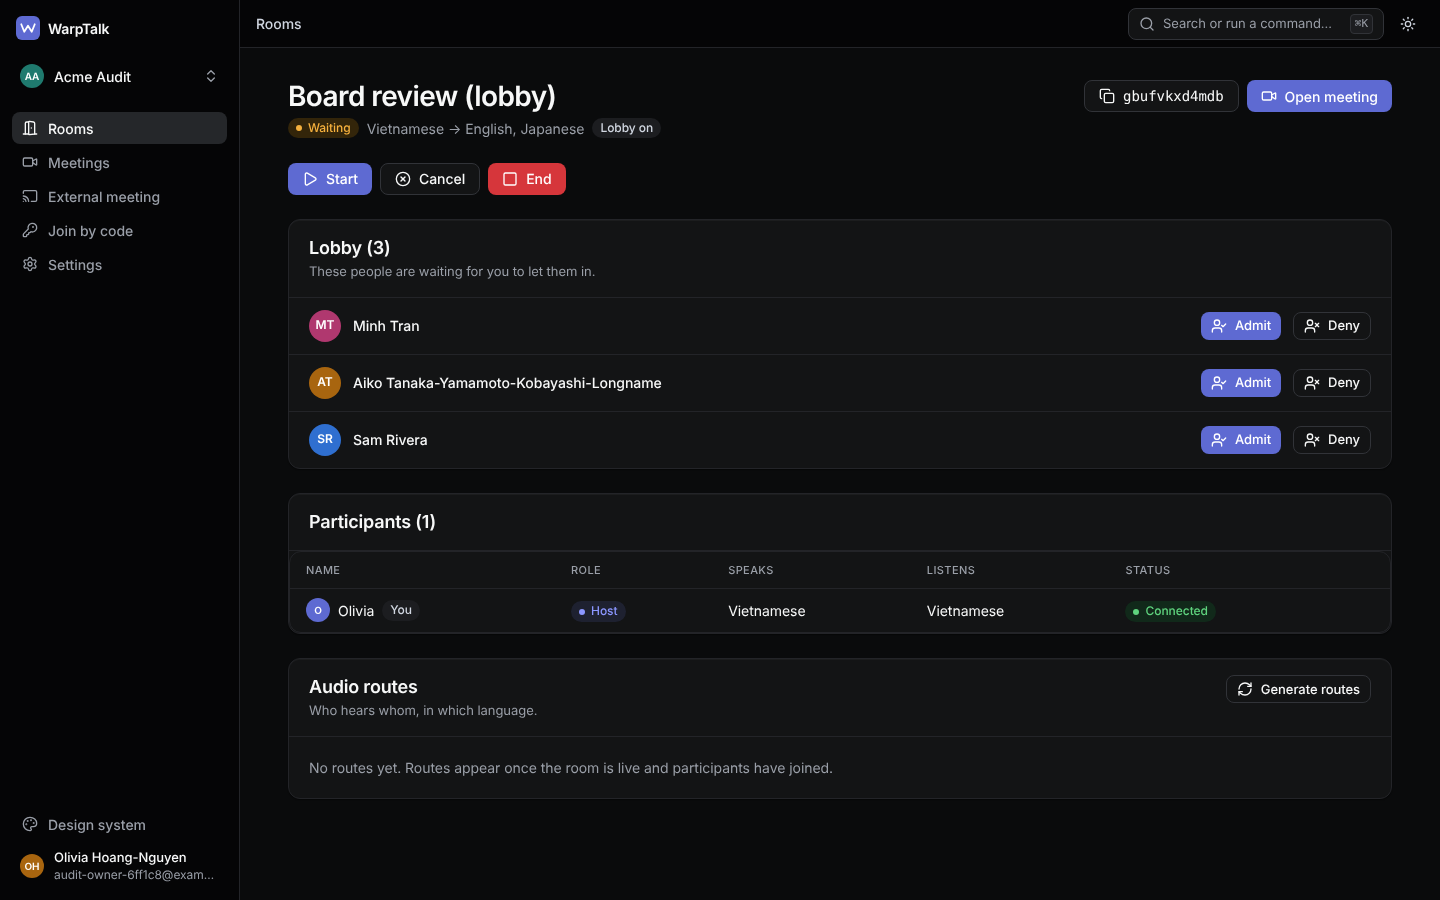 WarpTalk
AA Acme Audit
Rooms
Meetings
External meeting
Join by code
Settings
Design system
OH Olivia Hoang-Nguyen
audit-owner-6ff1c8@exam...
Rooms
Search or run a command... ⌘K
Board review (lobby)
gbufvkxd4mdb Open meeting
Waiting Vietnamese → English, Japanese Lobby on
Start Cancel End
Lobby (3)
These people are waiting for you to let them in.
MT Minh Tran Admit Deny
AT Aiko Tanaka-Yamamoto-Kobayashi-Longname Admit Deny
SR Sam Rivera Admit Deny
Participants (1)
NAME ROLE SPEAKS LISTENS STATUS
O Olivia You Host Vietnamese Vietnamese Connected
Audio routes
Generate routes
Who hears whom, in which language.
No routes yet. Routes appear once the room is live and participants have joined.